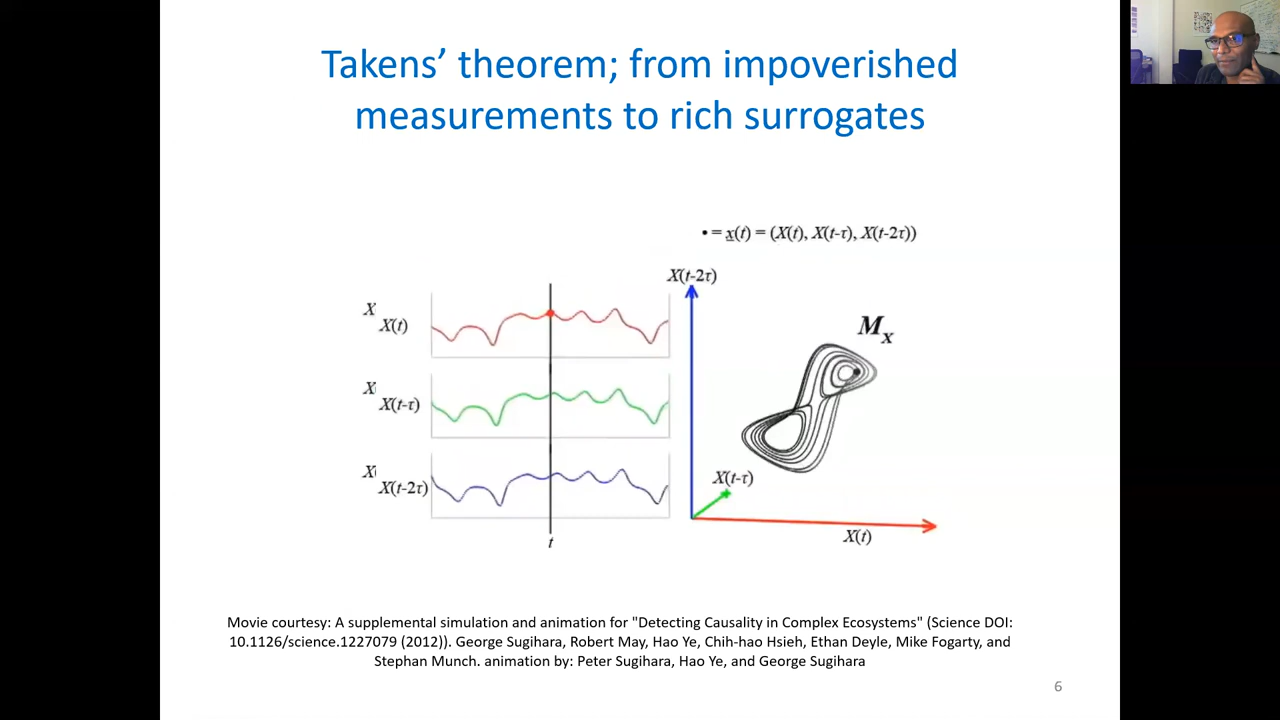 Takens’ theorem; from impoverished
measurements to rich surrogates
• = x(t) = (X(t), X(t-τ), X(t-2τ))
X(t-2τ)
X
X(t)
Mx
X
X(t-τ)
X
X(t-2τ)
X(t-τ)
t
X(t)
Movie courtesy: A supplemental simulation and animation for "Detecting Causality in Complex Ecosystems" (Science DOI:
10.1126/science.1227079 (2012)). George Sugihara, Robert May, Hao Ye, Chih-hao Hsieh, Ethan Deyle, Mike Fogarty, and
Stephan Munch. animation by: Peter Sugihara, Hao Ye, and George Sugihara
6